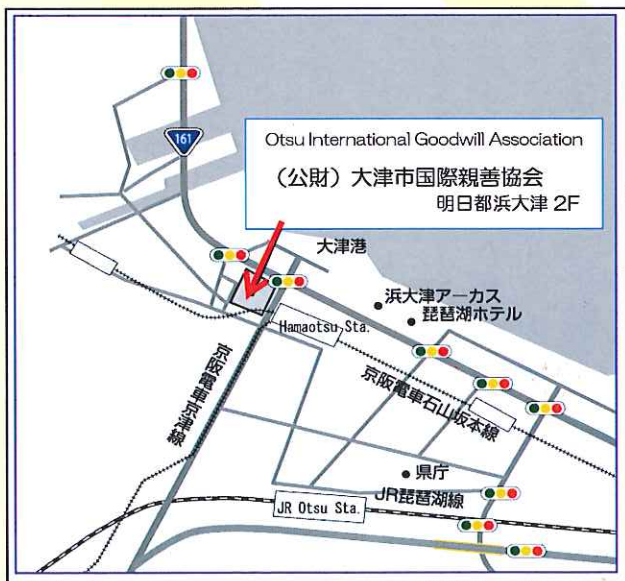 161
Otsu International Goodwill Association
（公財）大津市国際親善協会
明日都浜大津 2F
大津港
浜大津アーカス
琵琶湖ホテル
Hamaotsu Sta.
京阪電車京津線
京阪電車石山坂本線
県庁
JR琵琶湖線
JR Otsu Sta.